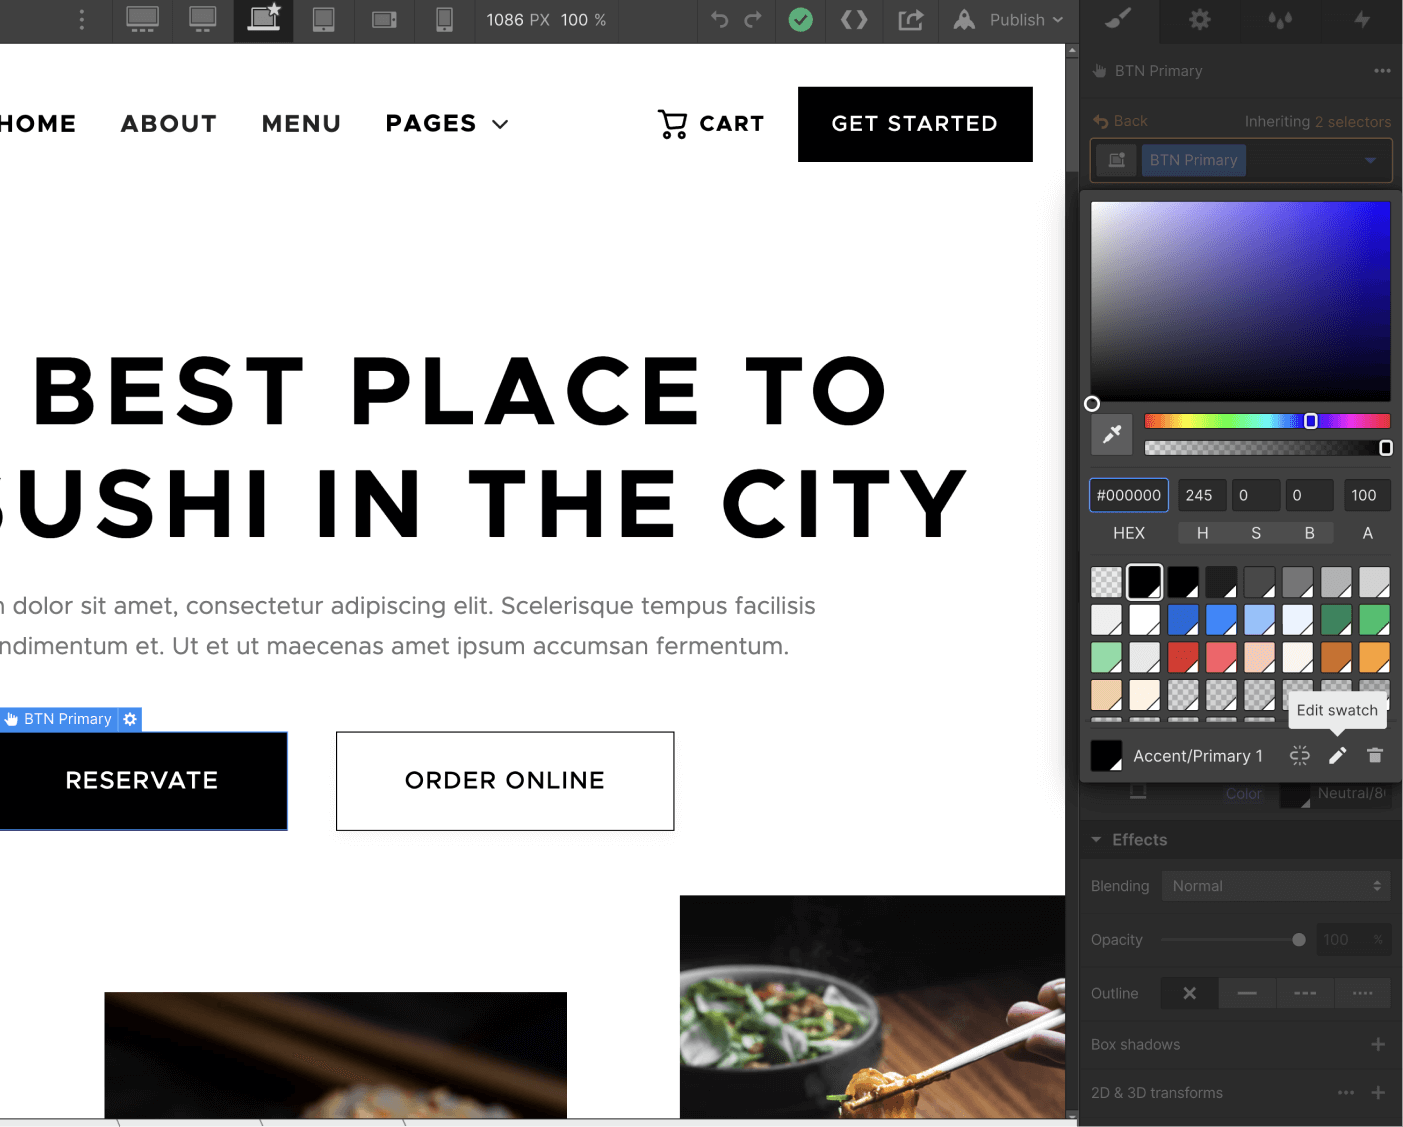 1086 PX 100 %
Publish
BTN Primary
Back
Inheriting 2 selectors
BTN Primary
HOME ABOUT MENU PAGES
CART
GET STARTED
BEST PLACE TO
SUSHI IN THE CITY
dolor sit amet, consectetur adipiscing elit. Scelerisque tempus facilisis
ndimentum et. Ut et ut maecenas amet ipsum accumsan fermentum.
BTN Primary
RESERVATE
ORDER ONLINE
#000000 245 0 0 100
HEX H S B A
Edit swatch
Accent/Primary 1
Color
Neutral/8
Effects
Blending Normal
Opacity 100 %
Outline
Box shadows
2D & 3D transforms